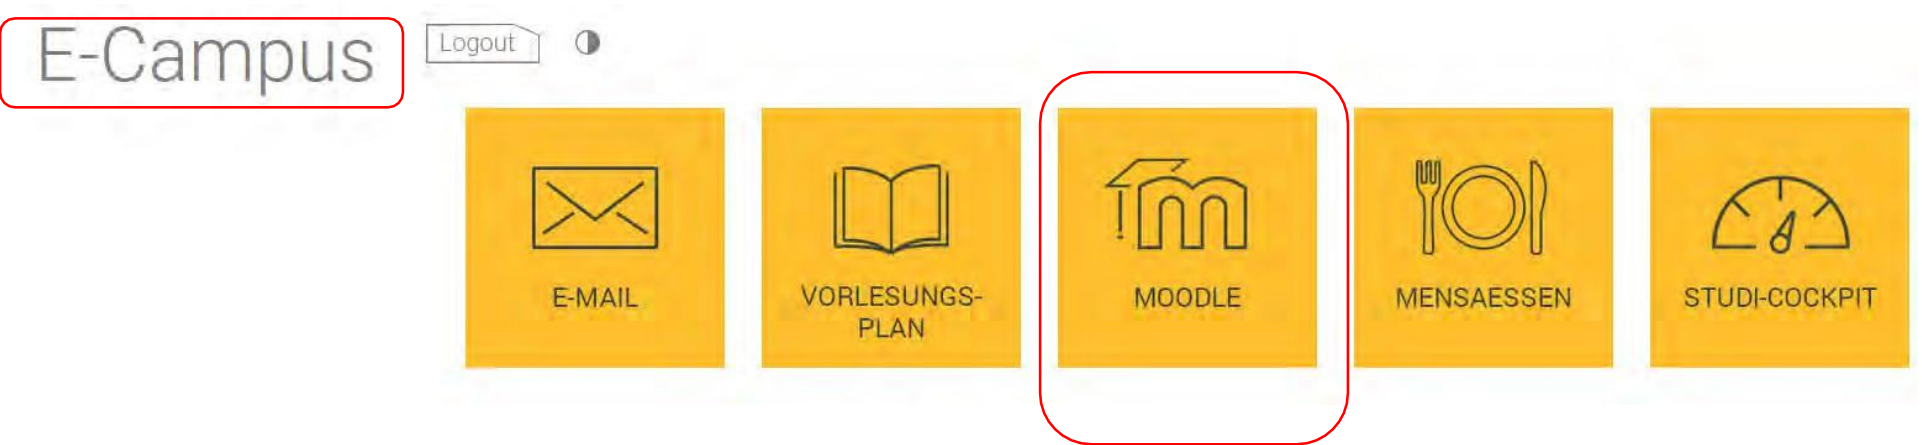 E-Campus
Logout
E-MAIL
VORLESUNGS-
PLAN
MOODLE
MENSAESSEN
STUDI-COCKPIT